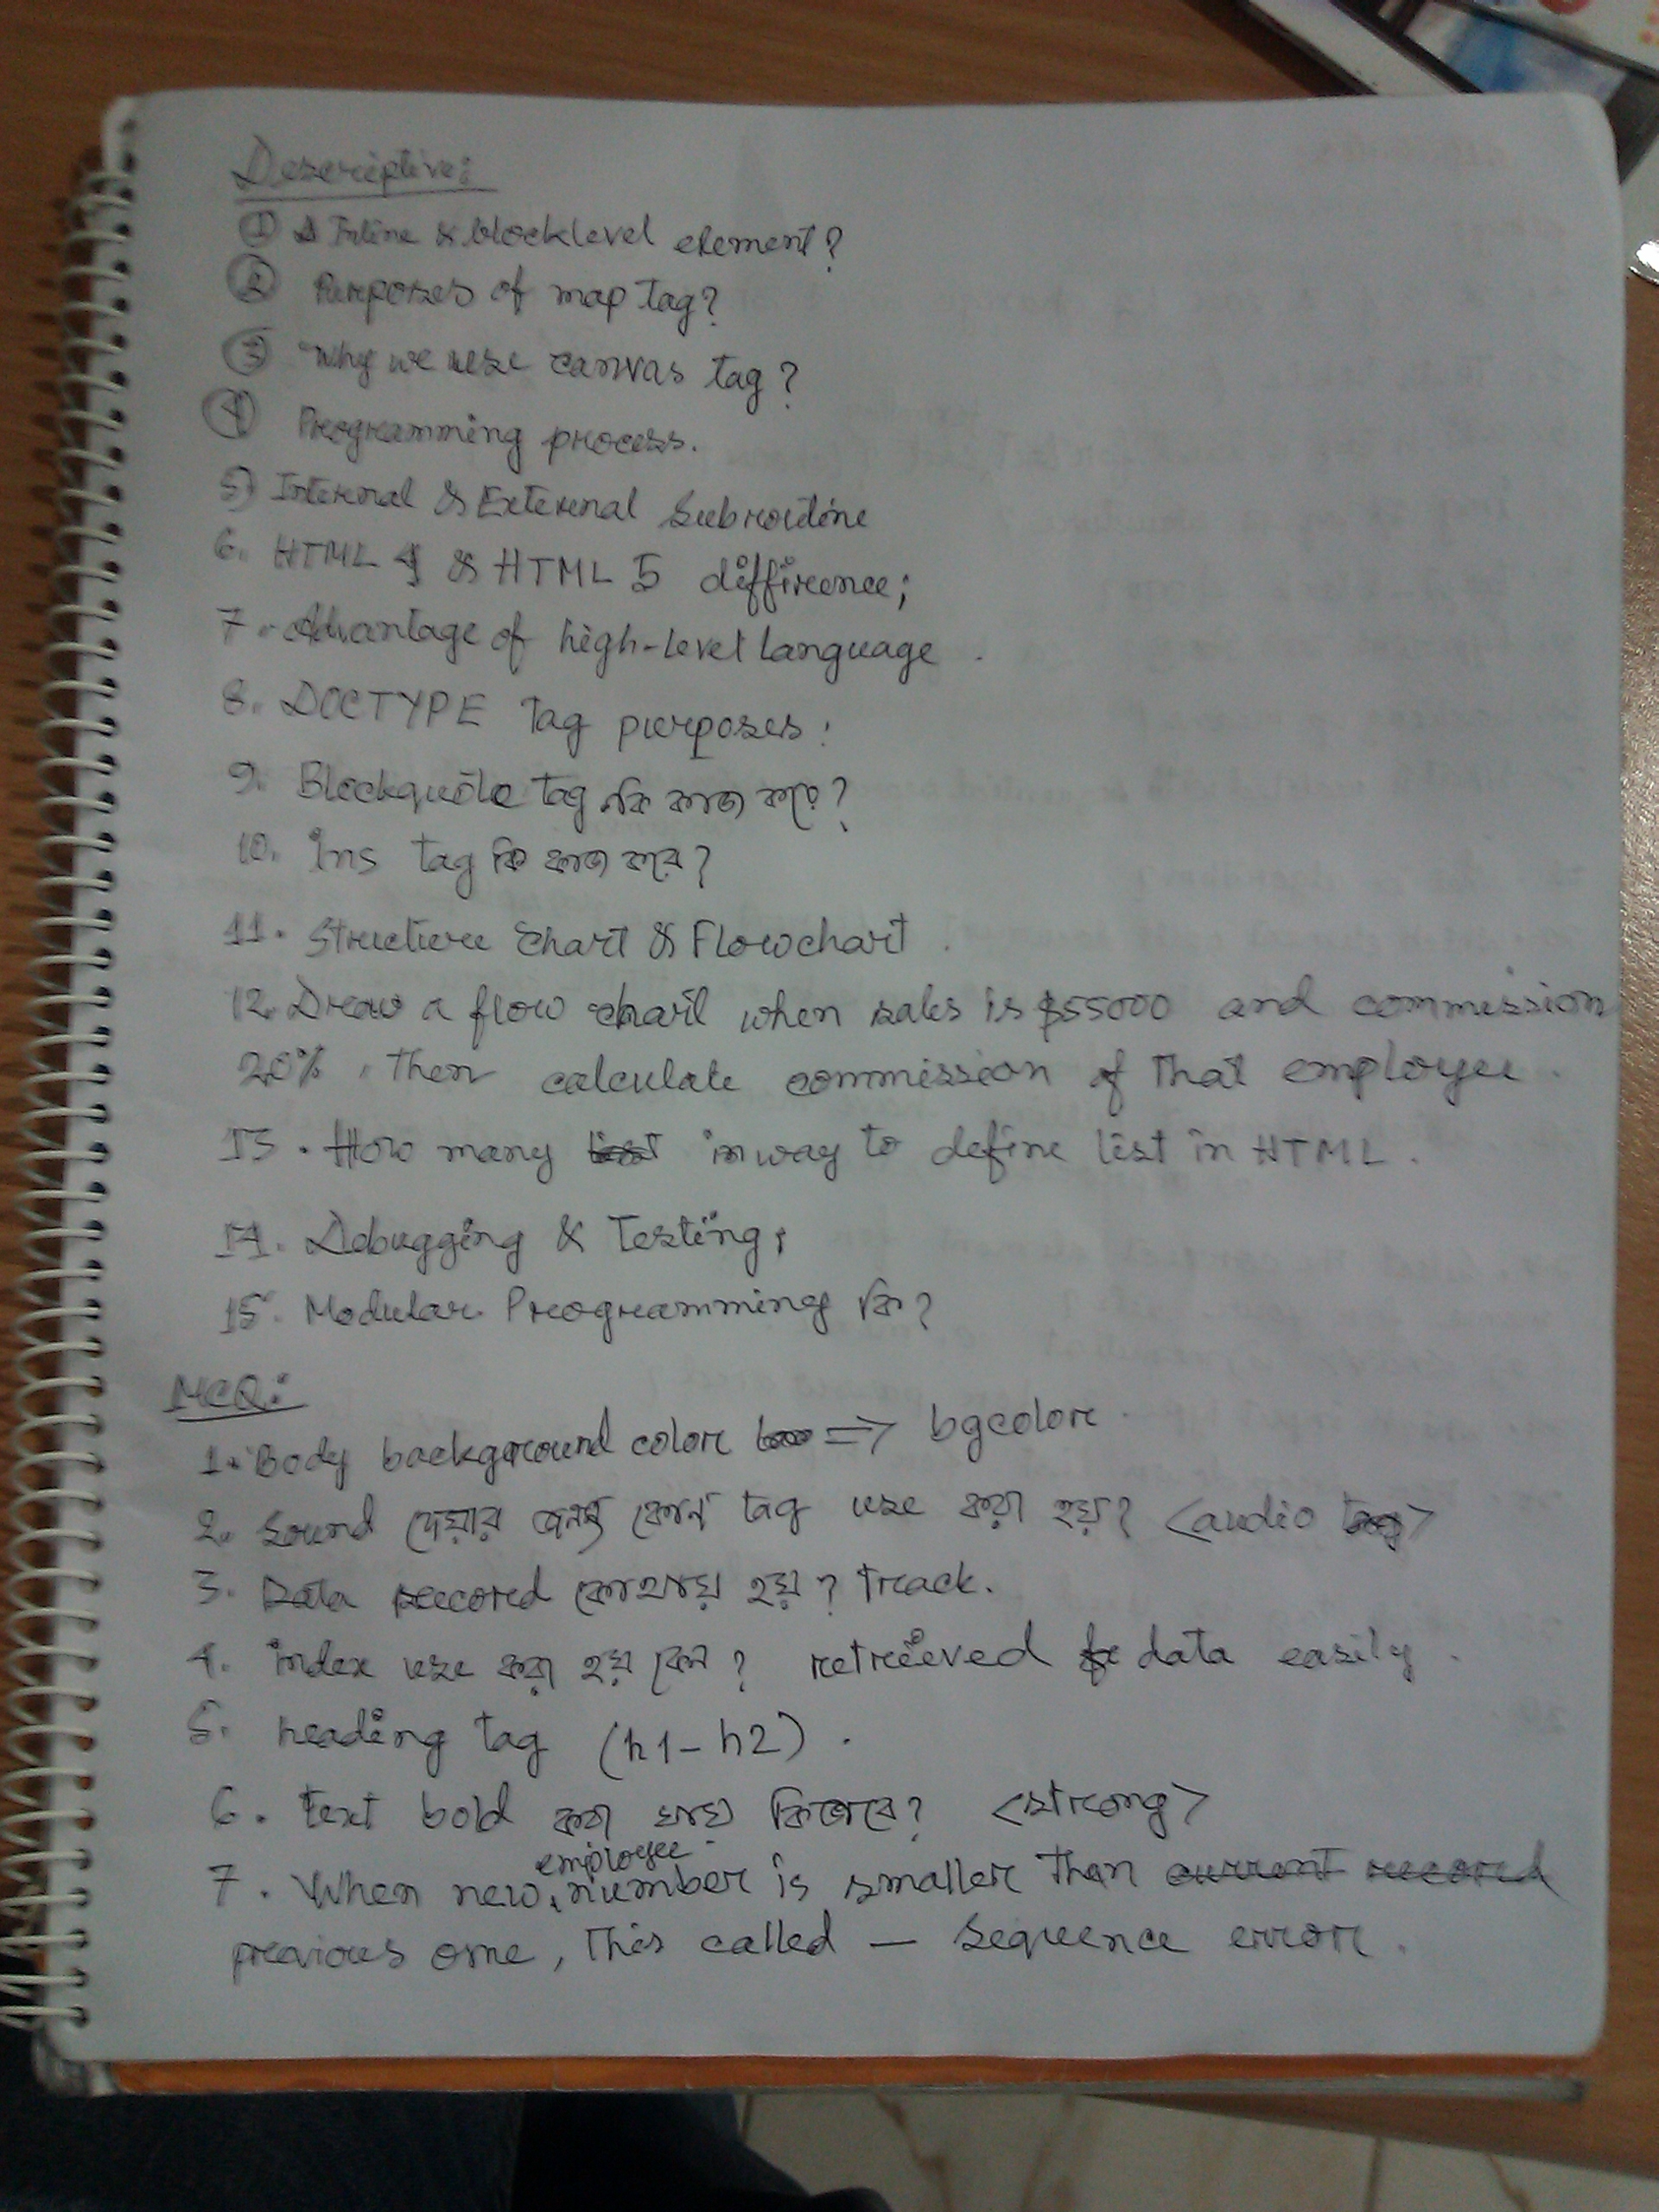 Descriptive:
① Inline & blocklevel element?
② Purposes of map tag?
③ Why we use canvas tag?
④ Programming process.
5) Internal & External Subroutine
6. HTML 4 & HTML 5 diffirence;
7. Advantage of high-level language.
8. DOCTYPE tag purposes:
9. Blockquote tag কি কাজ করে?
10. Ins tag কি কাজ করে?
11. Structure chart & Flowchart.
12. Draw a flow chart when sales is $55000 and commission
20%, then calculate commission of that employee.
13. How many in way to define list in HTML.
14. Debugging & Testing;
15. Modular Programming কি?
MCQ:
1. Body background color ⇒ bgcolor.
2. Sound দেয়ার জন্য কোন tag use করা হয়? <audio >
3. Data record কোথায় হয়? track.
4. index use করা হয় কেন? retrieved data easily.
5. heading tag (h1-h2).
6. text bold করা যায় কিভাবে? <strong>
7. When new employee number is smaller than current record
previous one, this called — Sequence error.